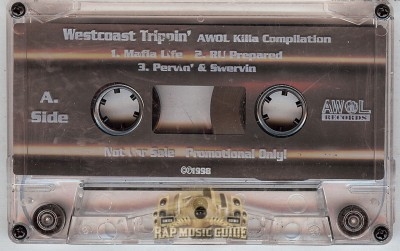 Westcoast Trippin' AWOL Killa Compilation
1. Mafia Life 2. RU Prepared
3. Pervin' & Swervin
A.
Side
AWOL
RECORDS
Not For Sale Promotional Only!
©℗1998
RAP MUSIC GUIDE